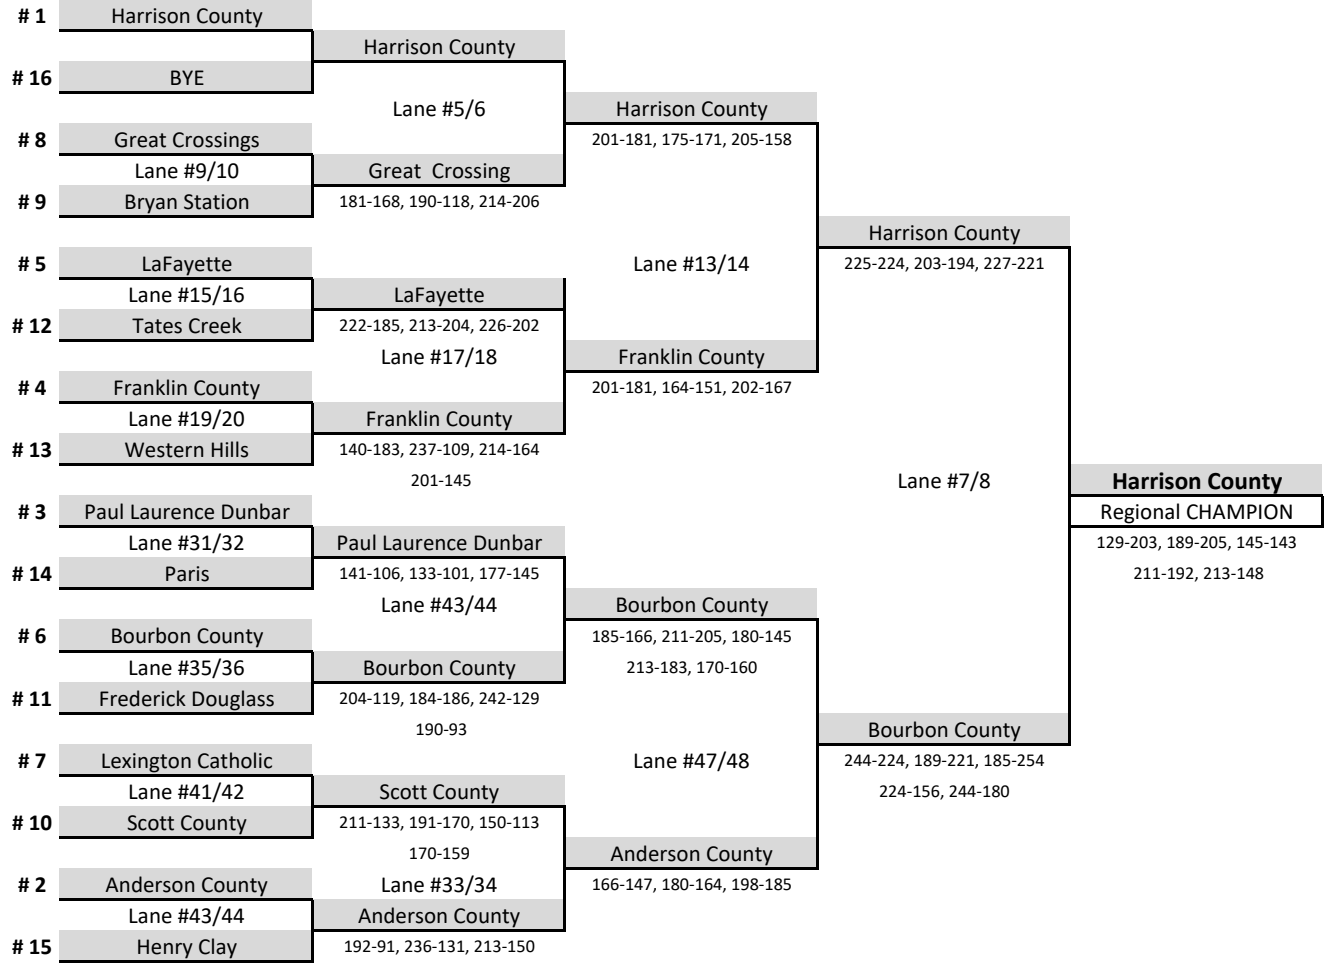 # 1 Harrison County
Harrison County
# 16 BYE
Lane #5/6 Harrison County
# 8 Great Crossings 201-181, 175-171, 205-158
Lane #9/10 Great  Crossing
# 9 Bryan Station 181-168, 190-118, 214-206
Harrison County
# 5 LaFayette Lane #13/14 225-224, 203-194, 227-221
Lane #15/16 LaFayette
# 12 Tates Creek 222-185, 213-204, 226-202
Lane #17/18 Franklin County
# 4 Franklin County 201-181, 164-151, 202-167
Lane #19/20 Franklin County
# 13 Western Hills 140-183, 237-109, 214-164
201-145 Lane #7/8 Harrison County
# 3 Paul Laurence Dunbar Regional CHAMPION
Lane #31/32 Paul Laurence Dunbar 129-203, 189-205, 145-143
# 14 Paris 141-106, 133-101, 177-145 211-192, 213-148
Lane #43/44 Bourbon County
# 6 Bourbon County 185-166, 211-205, 180-145
Lane #35/36 Bourbon County 213-183, 170-160
# 11 Frederick Douglass 204-119, 184-186, 242-129
190-93 Bourbon County
# 7 Lexington Catholic Lane #47/48 244-224, 189-221, 185-254
Lane #41/42 Scott County 224-156, 244-180
# 10 Scott County 211-133, 191-170, 150-113
170-159 Anderson County
# 2 Anderson County Lane #33/34 166-147, 180-164, 198-185
Lane #43/44 Anderson County
# 15 Henry Clay 192-91, 236-131, 213-150